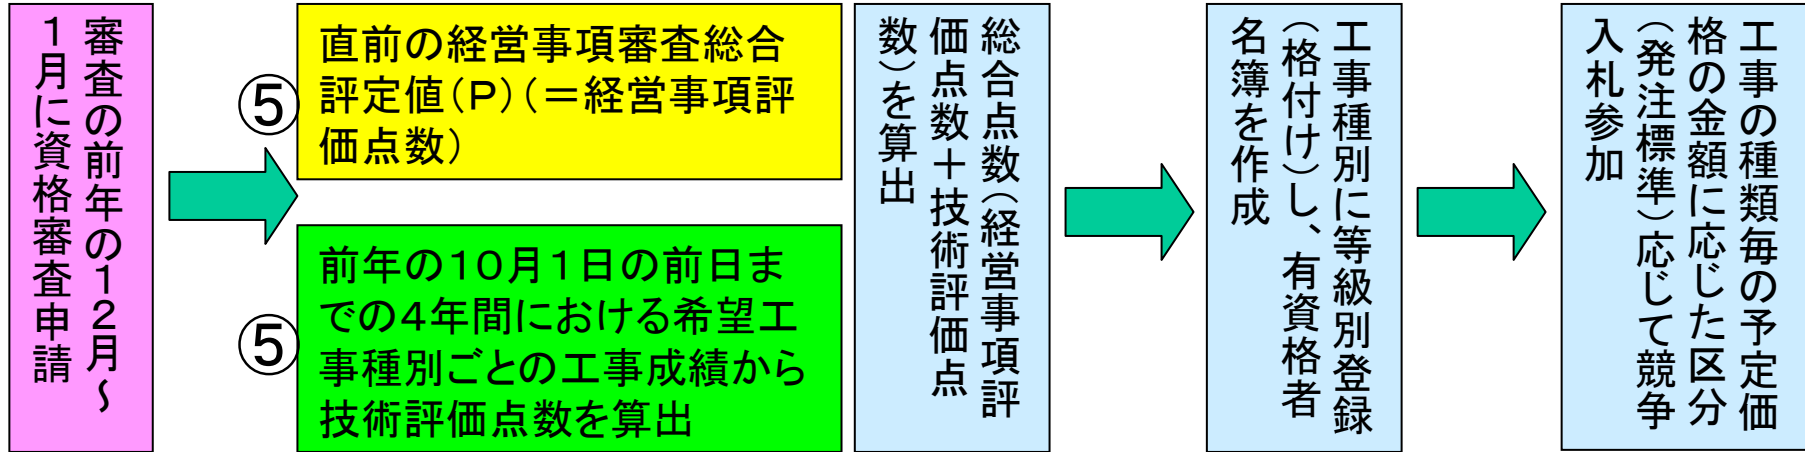 審査の前年の１２月～
１月に資格審査申請
⑤
直前の経営事項審査総合
評定値（Ｐ）（＝経営事項評
価点数）
⑤
前年の１０月１日の前日ま
での４年間における希望工
事種別ごとの工事成績から
技術評価点数を算出
総合点数（経営事項評
価点数＋技術評価点
数）を算出
工事種別に等級別登録
（格付け）し、有資格者
名簿を作成
工事の種類毎の予定価
格の金額に応じた区分
（発注標準）応じて競争
入札参加